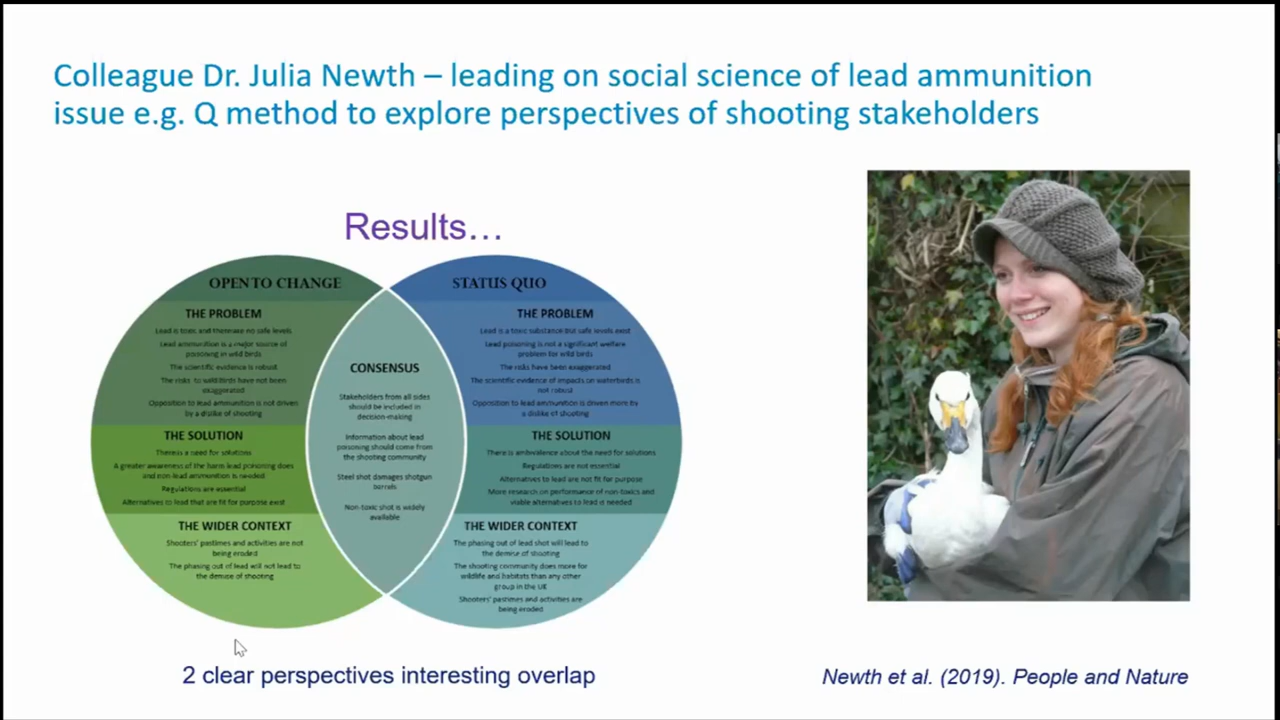 Colleague Dr. Julia Newth – leading on social science of lead ammunition
issue e.g. Q method to explore perspectives of shooting stakeholders
Results…
OPEN TO CHANGE
THE PROBLEM
Lead is toxic and there are no safe levels
Lead ammunition is a major source of
poisoning in wild birds
The scientific evidence is robust
The risks to wild birds have not been
exaggerated
Opposition to lead ammunition is not driven
by a dislike of shooting
THE SOLUTION
There is a need for solutions
A greater awareness of the harm lead poisoning does
and non lead ammunition is needed
Regulations are essential
Alternatives to lead that are fit for purpose exist
THE WIDER CONTEXT
Shooters' pastimes and activities are not
being eroded
The phasing out of lead will not lead to
the demise of shooting
CONSENSUS
Stakeholders from all sides
should be included in
decision-making
Information about lead
poisoning should come from
the shooting community
Steel shot damages shotgun
barrels
Non-toxic shot is widely
available
STATUS QUO
THE PROBLEM
Lead is a toxic substance but safe levels exist
Lead poisoning is not a significant welfare
problem for wild birds
The risks have been exaggerated
The scientific evidence of impacts on waterbirds is
not robust
Opposition to lead ammunition is driven more by
a dislike of shooting
THE SOLUTION
There is ambivalence about the need for solutions
Regulations are not essential
Alternatives to lead are not fit for purpose
More research on performance of non-toxics and
viable alternatives to lead is needed
THE WIDER CONTEXT
The phasing out of lead shot will lead to
the demise of shooting
The shooting community does more for
wildlife and habitats than any other
group in the UK
Shooters' pastimes and activities are
being eroded
2 clear perspectives interesting overlap
Newth et al. (2019). People and Nature